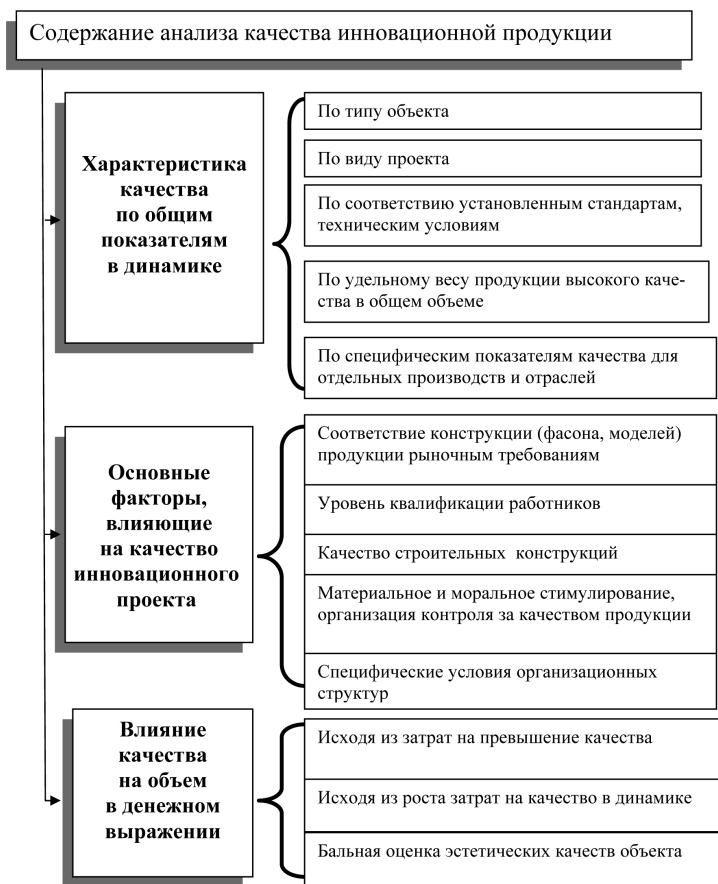 Содержание анализа качества инновационной продукции
Характеристика
качества
по общим
показателям
в динамике
По типу объекта
По виду проекта
По соответствию установленным стандартам,
техническим условиям
По удельному весу продукции высокого каче-
ства в общем объеме
По специфическим показателям качества для
отдельных производств и отраслей
Основные
факторы,
влияющие
на качество
инновационного
проекта
Соответствие конструкции (фасона, моделей)
продукции рыночным требованиям
Уровень квалификации работников
Качество строительных конструкций
Материальное и моральное стимулирование,
организация контроля за качеством продукции
Специфические условия организационных
структур
Влияние
качества
на объем
в денежном
выражении
Исходя из затрат на превышение качества
Исходя из роста затрат на качество в динамике
Бальная оценка эстетических качеств объекта